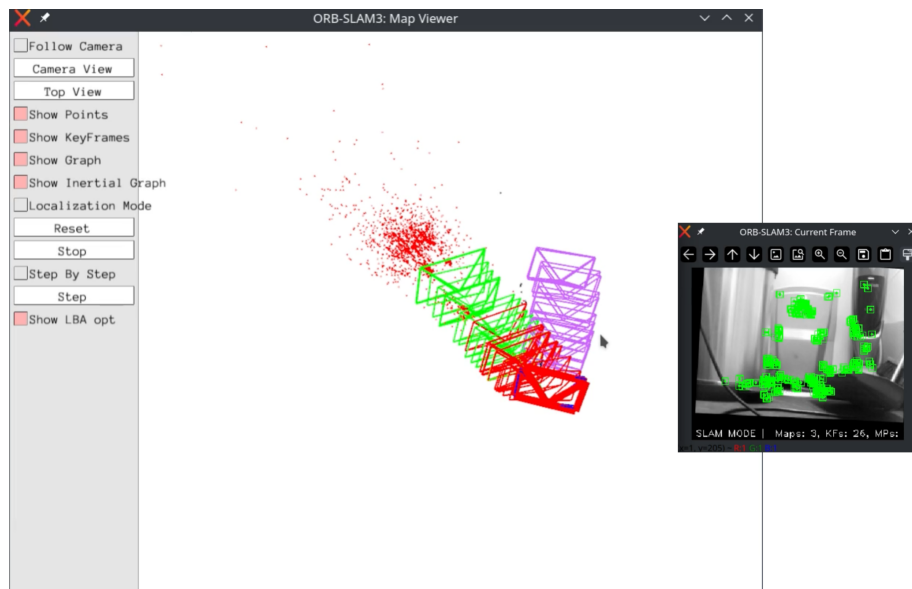 ORB-SLAM3: Map Viewer
Follow Camera
Camera View
Top View
Show Points
Show KeyFrames
Show Graph
Show Inertial Graph
Localization Mode
Reset
Stop
Step By Step
Step
Show LBA opt
ORB-SLAM3: Current Frame
SLAM MODE | Maps: 3, KFs: 26, MPs: